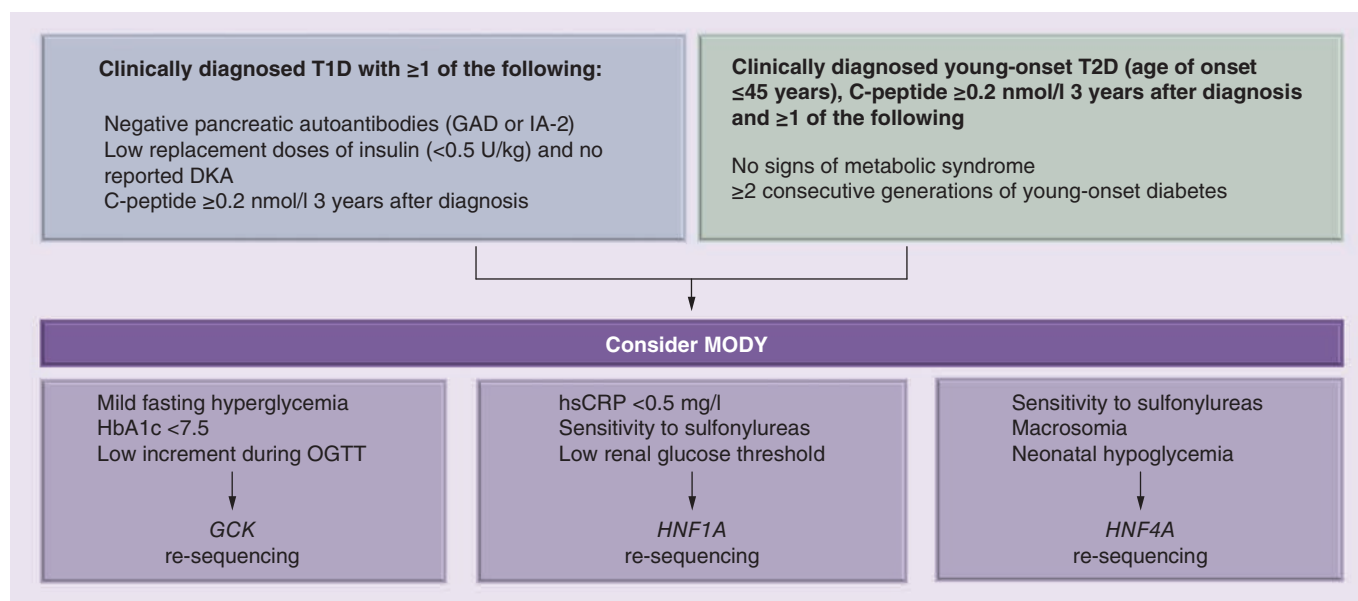 Clinically diagnosed T1D with ≥1 of the following:
Negative pancreatic autoantibodies (GAD or IA-2)
Low replacement doses of insulin (<0.5 U/kg) and no
reported DKA
C-peptide ≥0.2 nmol/l 3 years after diagnosis
Clinically diagnosed young-onset T2D (age of onset
≤45 years), C-peptide ≥0.2 nmol/l 3 years after diagnosis
and ≥1 of the following
No signs of metabolic syndrome
≥2 consecutive generations of young-onset diabetes
Consider MODY
Mild fasting hyperglycemia
HbA1c <7.5
Low increment during OGTT
GCK
re-sequencing
hsCRP <0.5 mg/l
Sensitivity to sulfonylureas
Low renal glucose threshold
HNF1A
re-sequencing
Sensitivity to sulfonylureas
Macrosomia
Neonatal hypoglycemia
HNF4A
re-sequencing